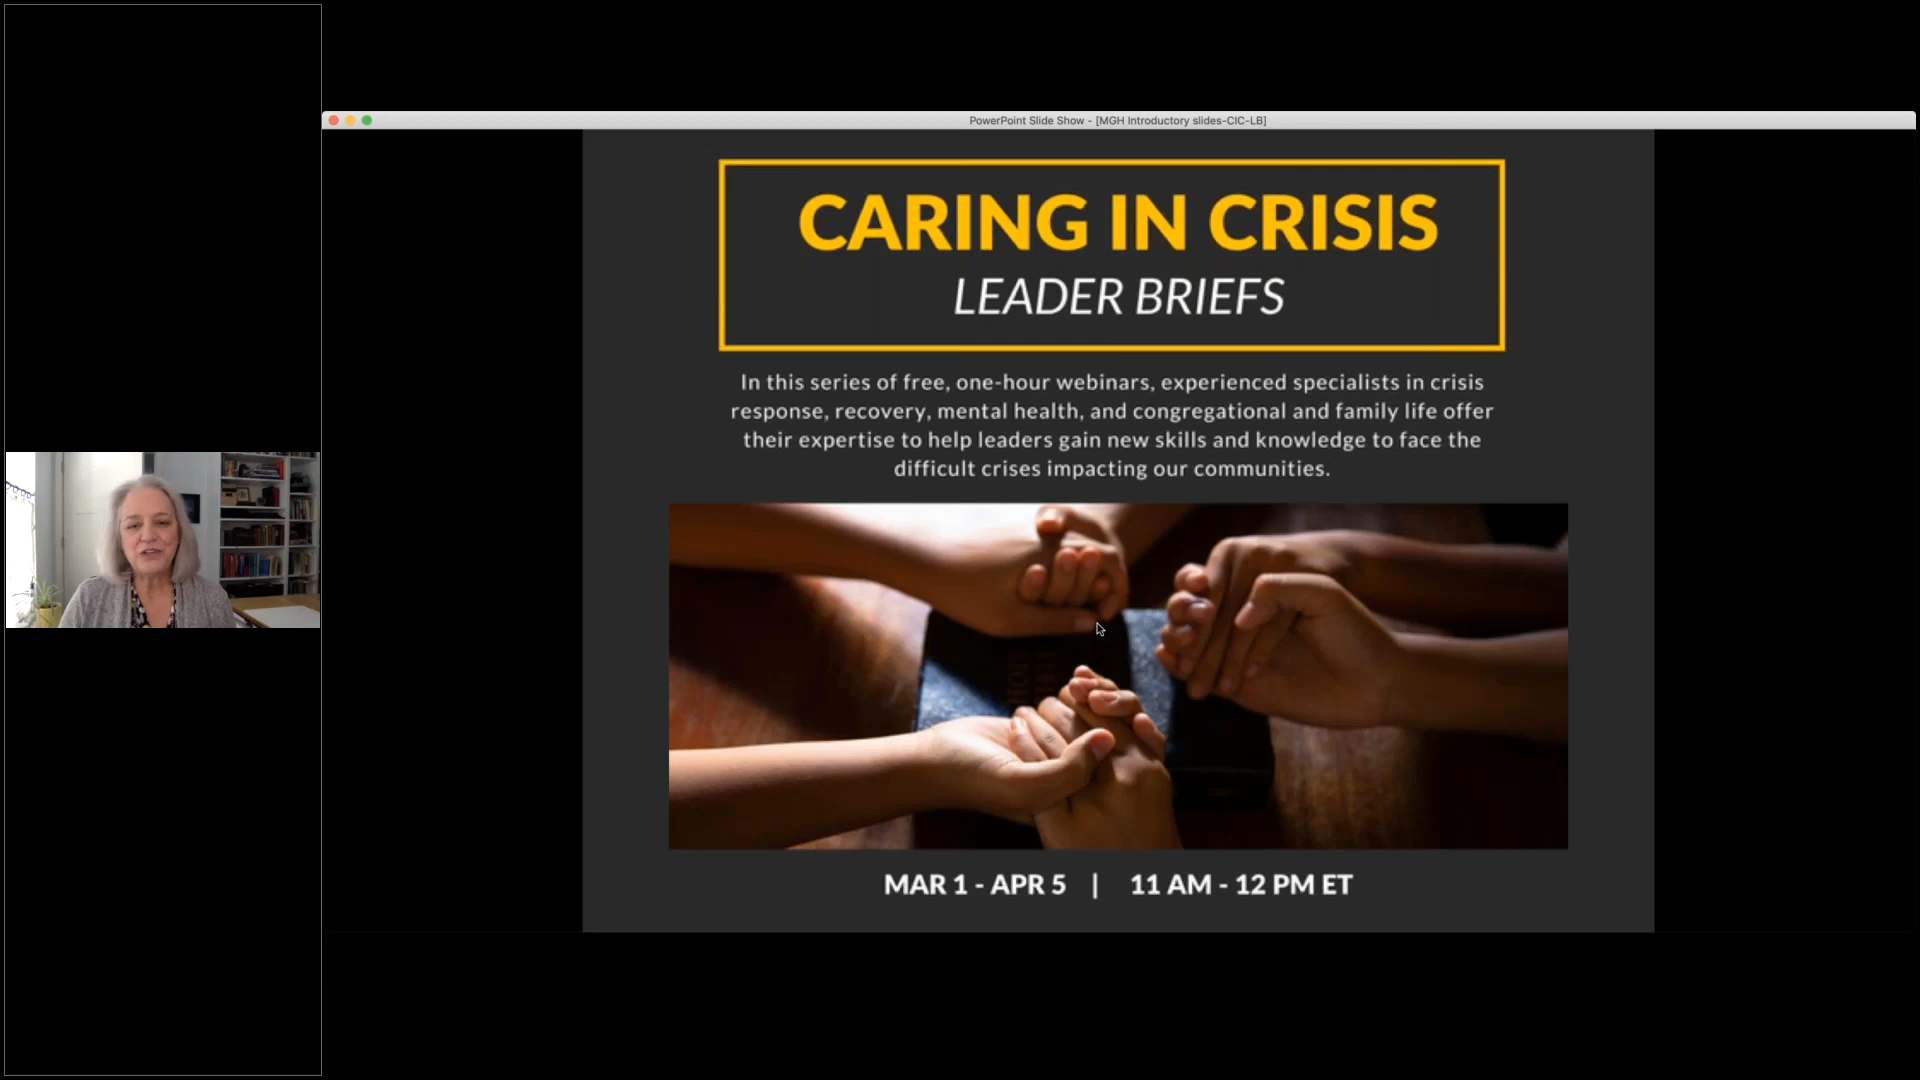 PowerPoint Slide Show - [MGH Introductory slides-CIC-LB]
CARING IN CRISIS
LEADER BRIEFS
In this series of free, one-hour webinars, experienced specialists in crisis
response, recovery, mental health, and congregational and family life offer
their expertise to help leaders gain new skills and knowledge to face the
difficult crises impacting our communities.
MAR 1 - APR 5 | 11 AM - 12 PM ET